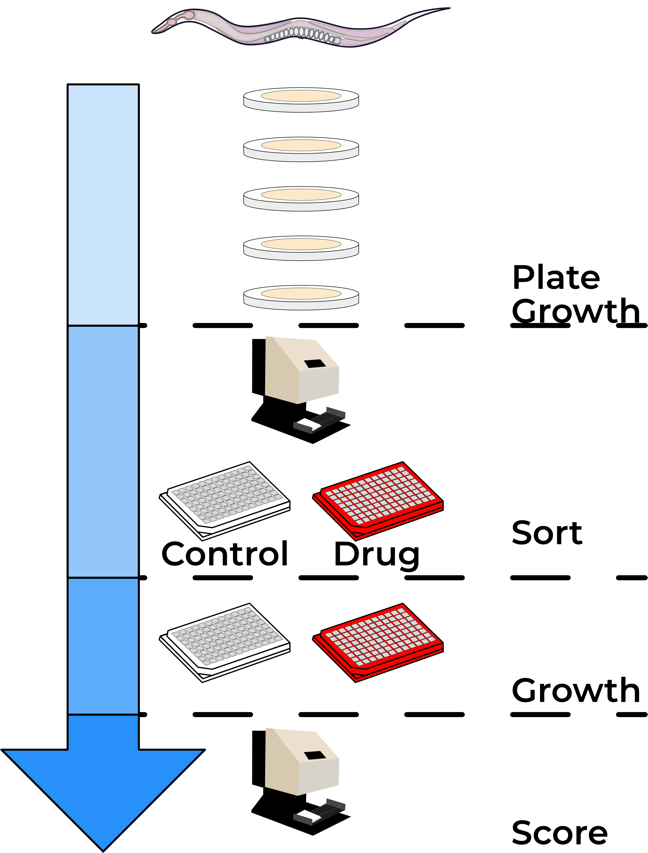 Plate
Growth
Sort
Control Drug
Growth
Score